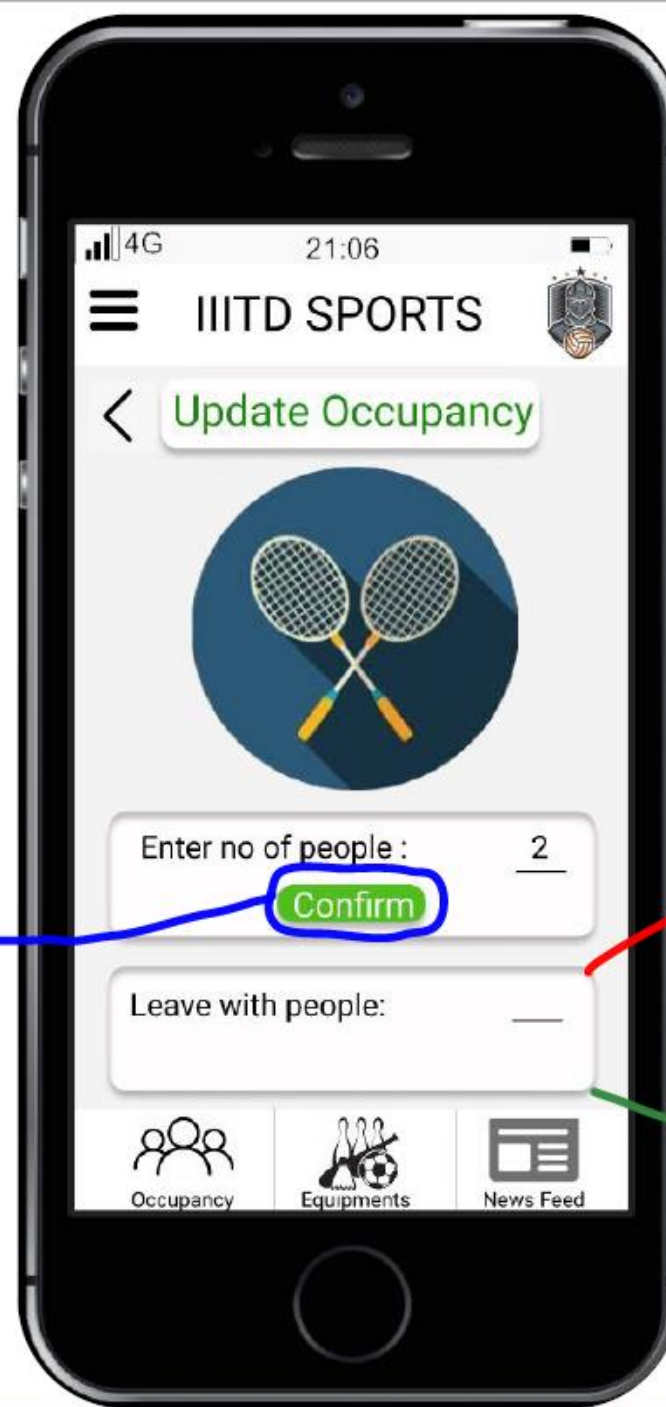 4G 21:06
IIITD SPORTS
Update Occupancy
Enter no of people : 2
Confirm
Leave with people: __
Occupancy Equipments News Feed